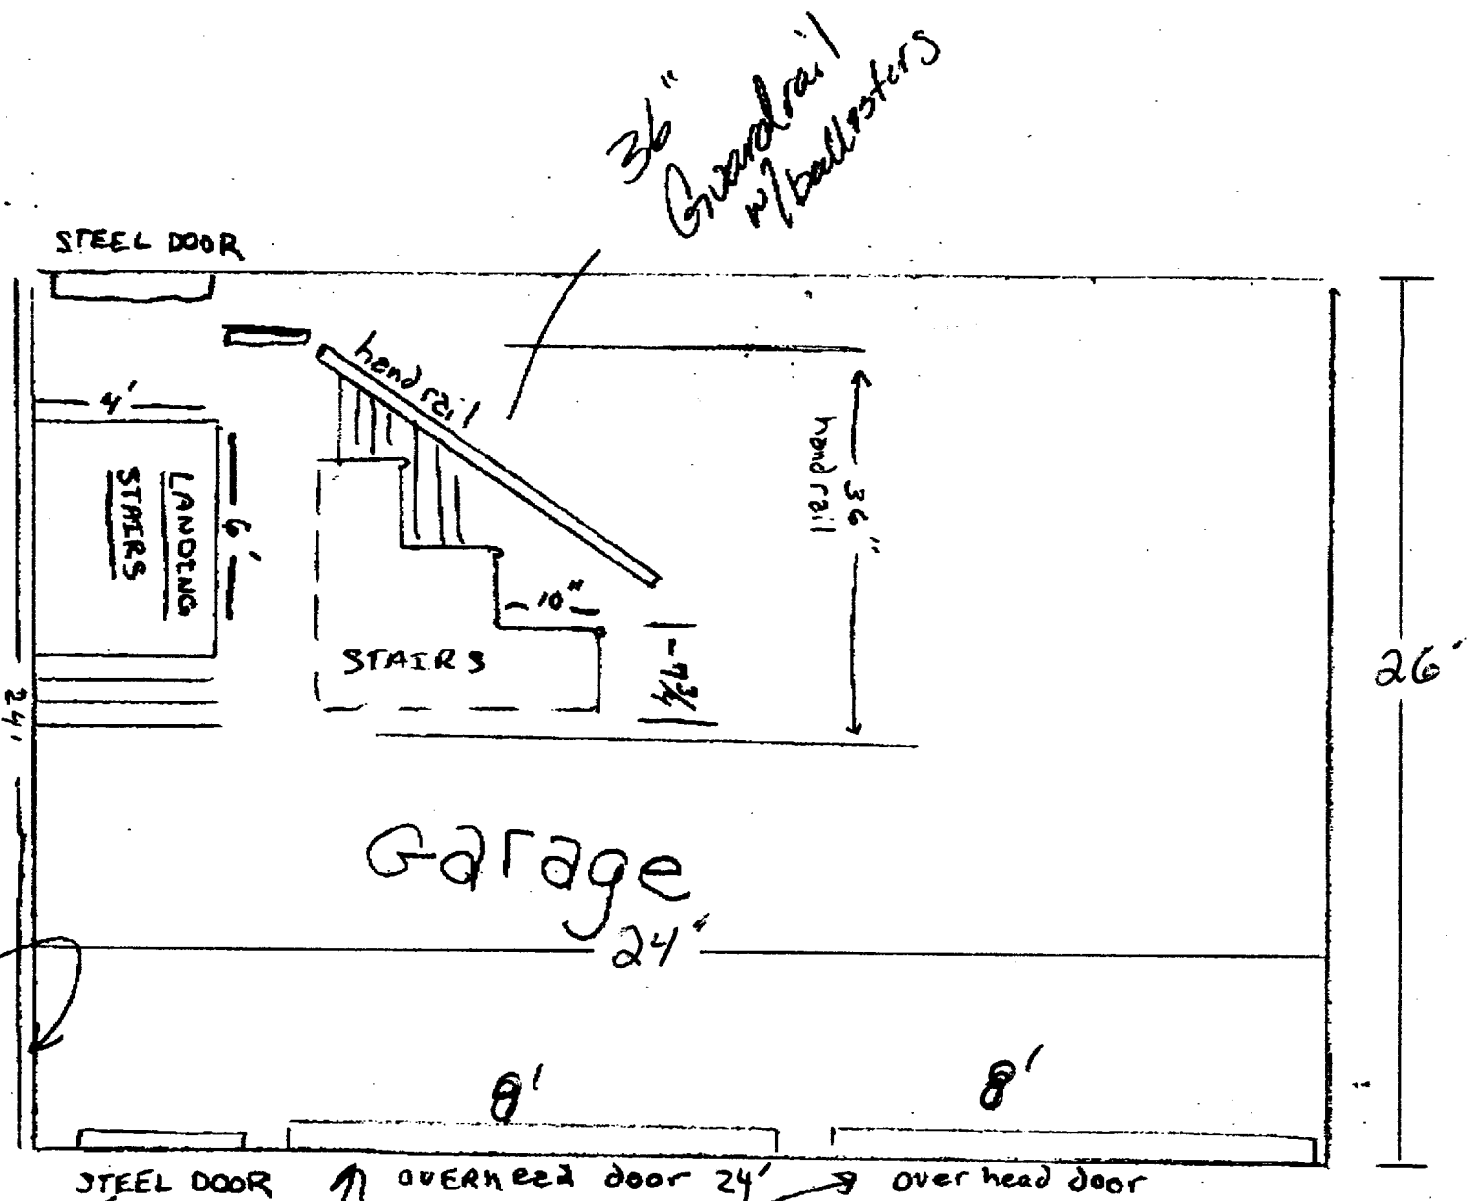 36"
Guardrail
w/ballasters
STEEL DOOR
hand rail
4'
LANDING
STAIRS
6'
36"
hand rail
10"
STAIRS
7 3/4
26'
24'
Garage
24'
8'
8'
STEEL DOOR
OVERHEAD door 24'
over head door